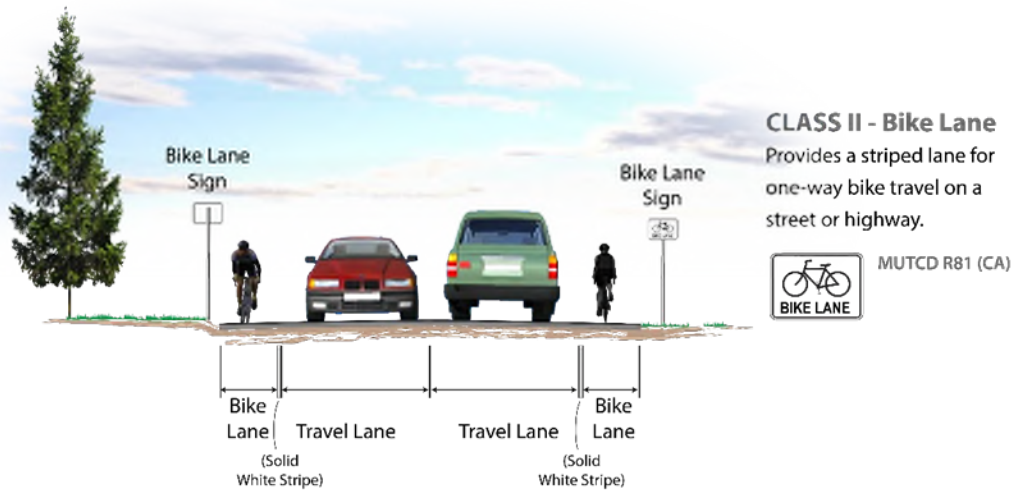 Bike Lane
Sign
Bike Lane
Sign
CLASS II - Bike Lane
Provides a striped lane for
one-way bike travel on a
street or highway.
BIKE LANE
MUTCD R81 (CA)
Bike
Lane
Travel Lane
Travel Lane
Bike
Lane
(Solid
White Stripe)
(Solid
White Stripe)